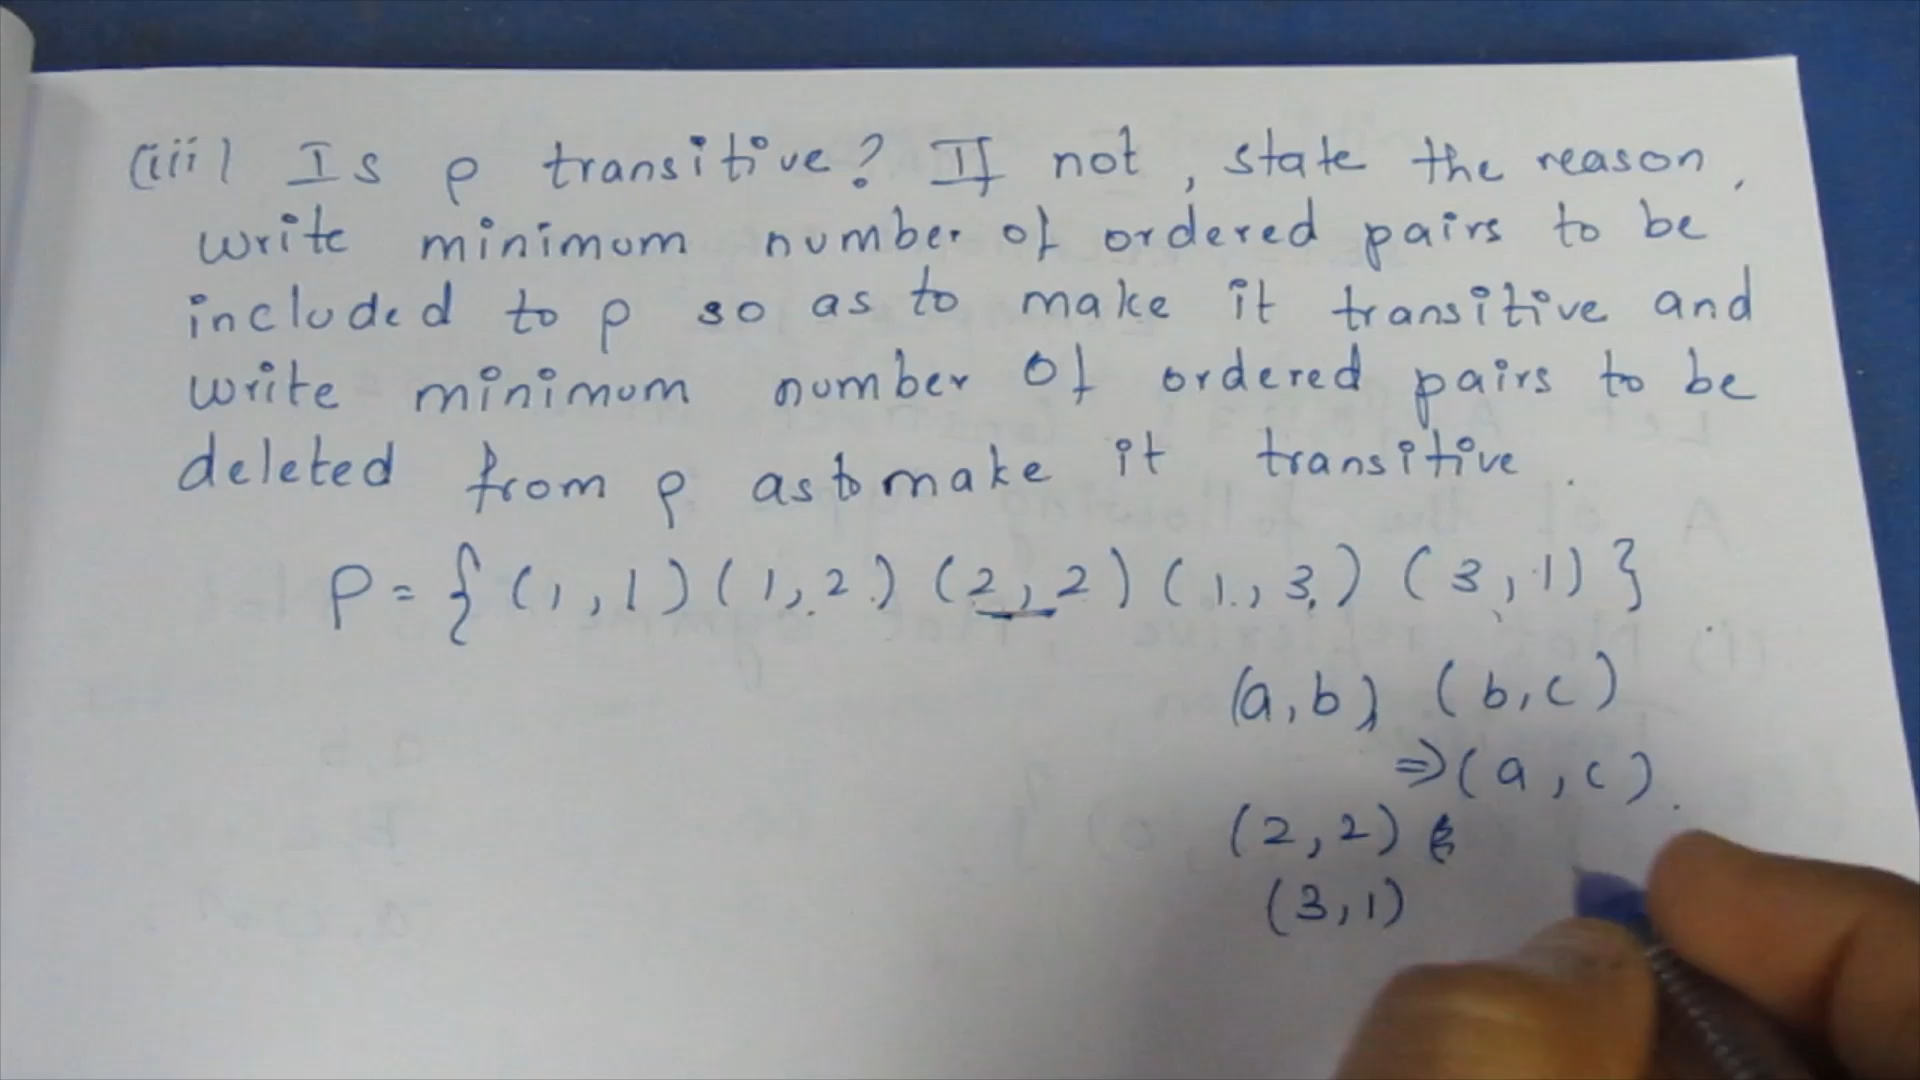 (iii) Is ρ transitive? If not, state the reason,
write minimum number of ordered pairs to be
included to ρ so as to make it transitive and
write minimum number of ordered pairs to be
deleted from ρ as to make it transitive.
ρ = { (1,1) (1,2) (2,2) (1,3) (3,1) }
(a,b), (b,c)
⇒ (a,c).
(2,2)
(3,1)